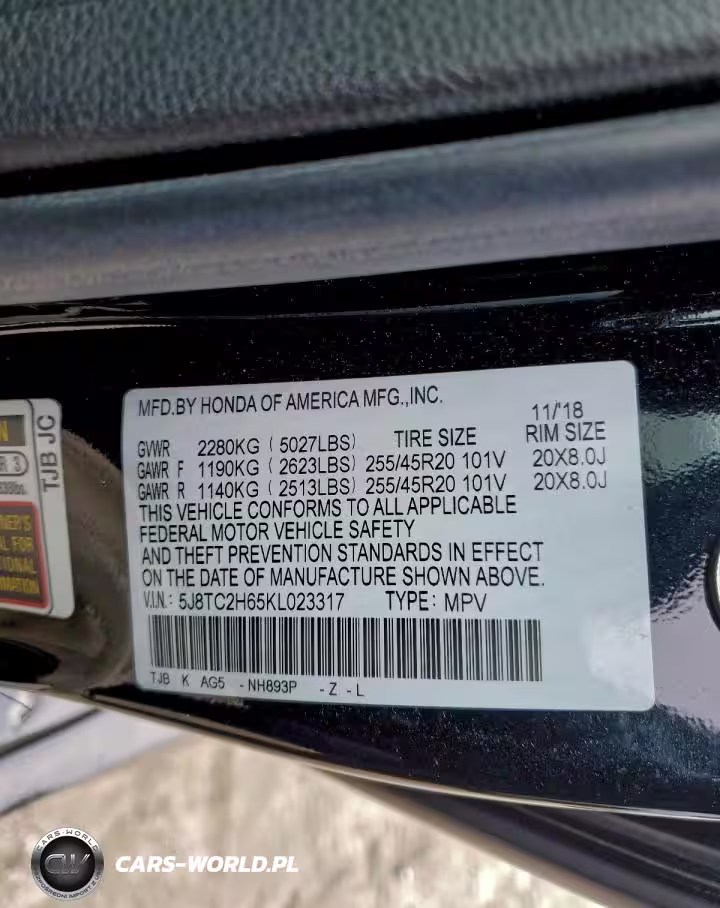 MFD.BY HONDA OF AMERICA MFG.,INC.
11/'18
GVWR 2280KG ( 5027LBS) TIRE SIZE RIM SIZE
GAWR F 1190KG ( 2623LBS) 255/45R20 101V 20X8.0J
GAWR R 1140KG ( 2513LBS) 255/45R20 101V 20X8.0J
THIS VEHICLE CONFORMS TO ALL APPLICABLE
FEDERAL MOTOR VEHICLE SAFETY
AND THEFT PREVENTION STANDARDS IN EFFECT
ON THE DATE OF MANUFACTURE SHOWN ABOVE.
V.I.N.: 5J8TC2H65KL023317 TYPE: MPV
TJB K AG5 -NH893P -Z -L
TJB JC
CARS-WORLD
CW
CARS-WORLD.PL